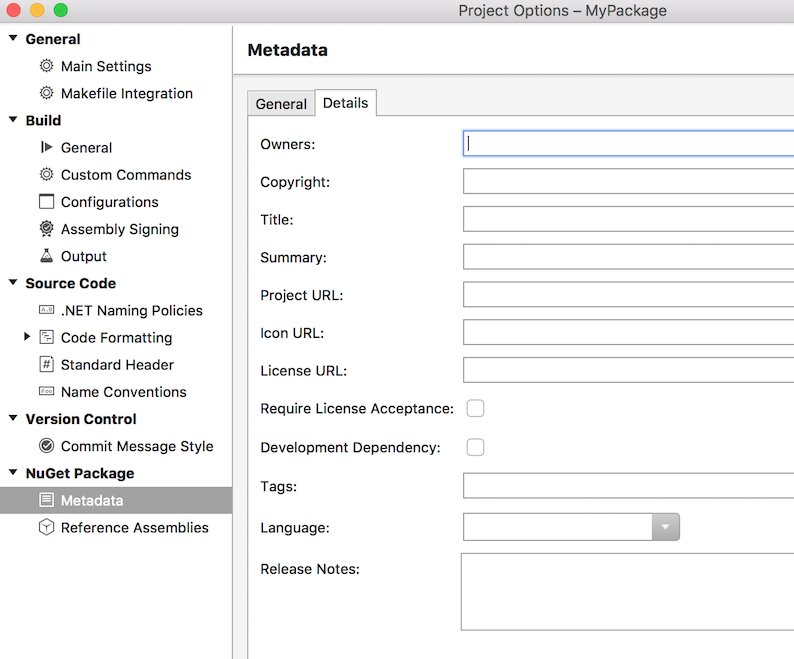 Project Options – MyPackage
General
Main Settings
Makefile Integration
Build
General
Custom Commands
Configurations
Assembly Signing
Output
Source Code
A.B .NET Naming Policies
Code Formatting
# Standard Header
Foo Name Conventions
Version Control
Commit Message Style
NuGet Package
Metadata
Reference Assemblies
Metadata
General Details
Owners:
Copyright:
Title:
Summary:
Project URL:
Icon URL:
License URL:
Require License Acceptance:
Development Dependency:
Tags:
Language:
Release Notes: